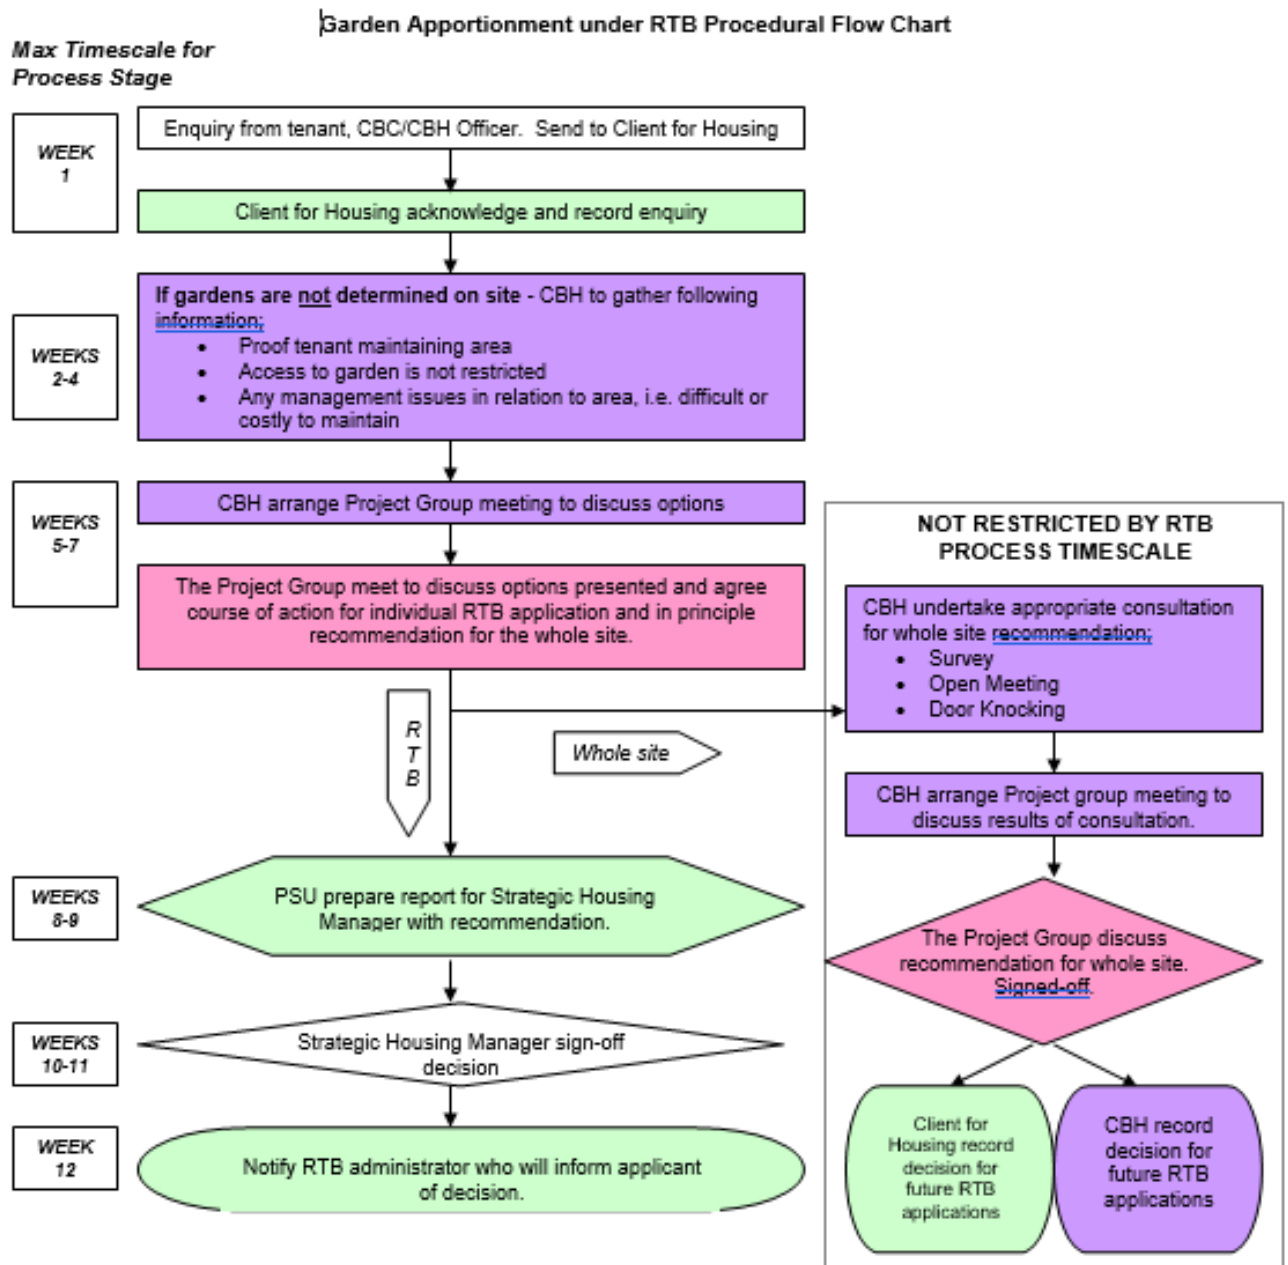 Garden Apportionment under RTB Procedural Flow Chart
Max Timescale for
Process Stage
WEEK
1
Enquiry from tenant, CBC/CBH Officer. Send to Client for Housing
Client for Housing acknowledge and record enquiry
WEEKS
2-4
If gardens are not determined on site - CBH to gather following
information;
• Proof tenant maintaining area
• Access to garden is not restricted
• Any management issues in relation to area, i.e. difficult or
costly to maintain
WEEKS
5-7
CBH arrange Project Group meeting to discuss options
The Project Group meet to discuss options presented and agree
course of action for individual RTB application and in principle
recommendation for the whole site.
R
T
B
Whole site
WEEKS
8-9
PSU prepare report for Strategic Housing
Manager with recommendation.
WEEKS
10-11
Strategic Housing Manager sign-off
decision
WEEK
12
Notify RTB administrator who will inform applicant
of decision.
NOT RESTRICTED BY RTB
PROCESS TIMESCALE
CBH undertake appropriate consultation
for whole site recommendation;
• Survey
• Open Meeting
• Door Knocking
CBH arrange Project group meeting to
discuss results of consultation.
The Project Group discuss
recommendation for whole site.
Signed-off.
Client for
Housing record
decision for
future RTB
applications
CBH record
decision for
future RTB
applications